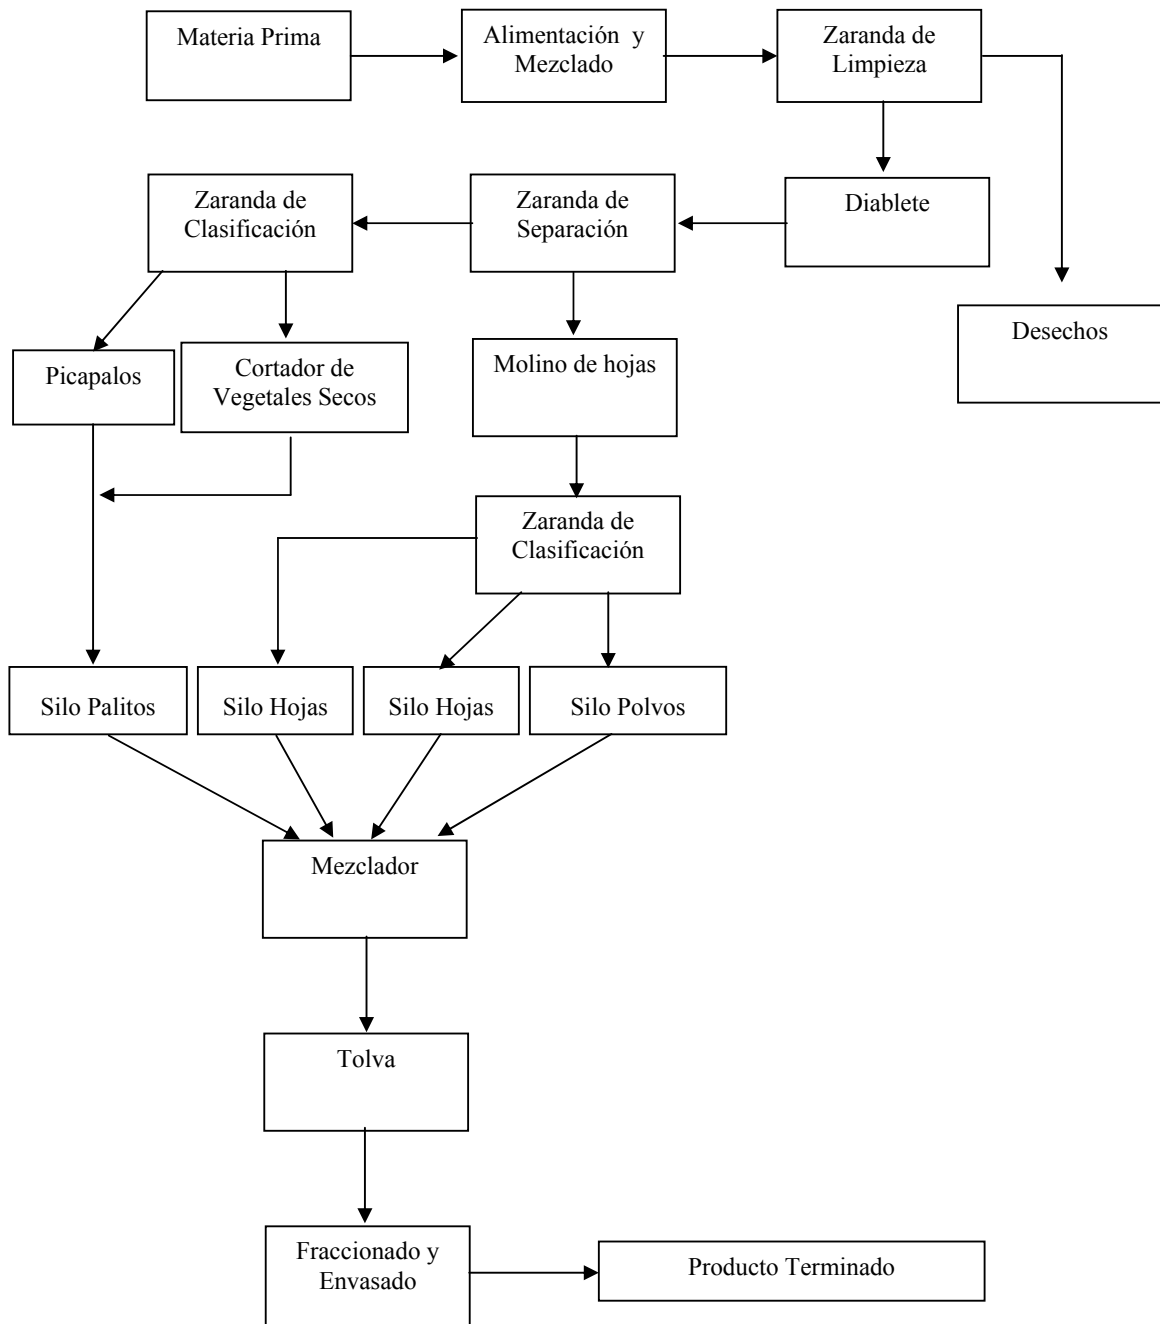 Materia Prima
Alimentación y
Mezclado
Zaranda de
Limpieza
Zaranda de
Clasificación
Zaranda de
Separación
Diablete
Desechos
Picapalos
Cortador de
Vegetales Secos
Molino de hojas
Zaranda de
Clasificación
Silo Palitos
Silo Hojas
Silo Hojas
Silo Polvos
Mezclador
Tolva
Fraccionado y
Envasado
Producto Terminado